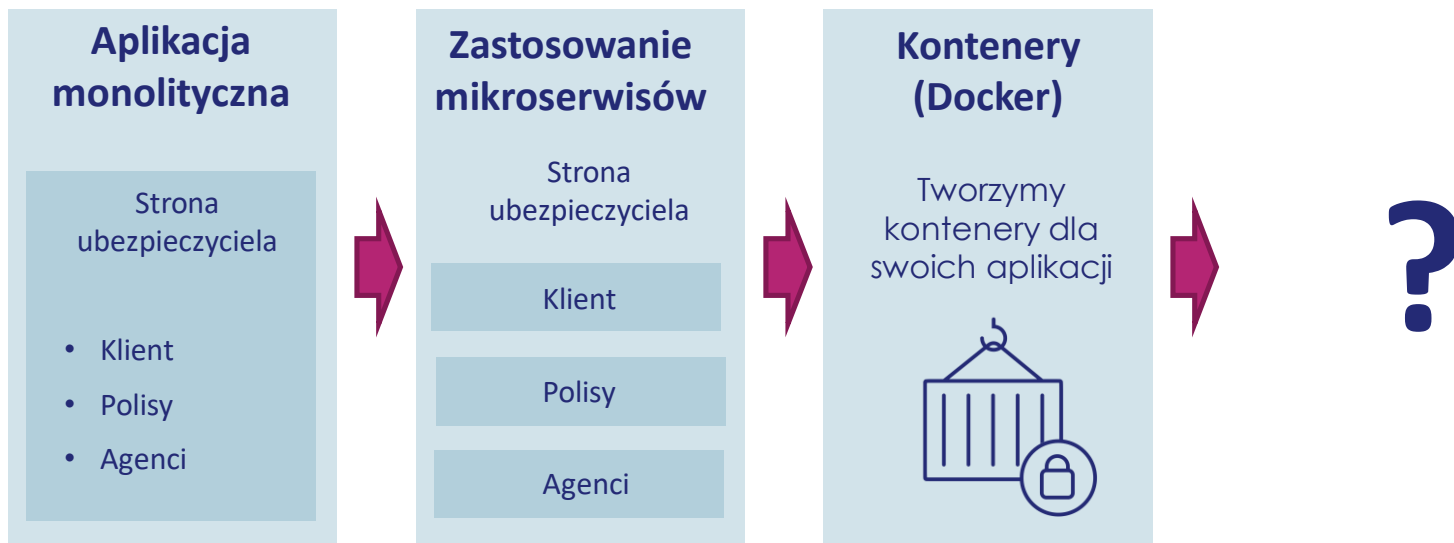 Aplikacja
monolityczna
Strona
ubezpieczyciela
• Klient
• Polisy
• Agenci
Zastosowanie
mikroserwisów
Strona
ubezpieczyciela
Klient
Polisy
Agenci
Kontenery
(Docker)
Tworzymy
kontenery dla
swoich aplikacji
?